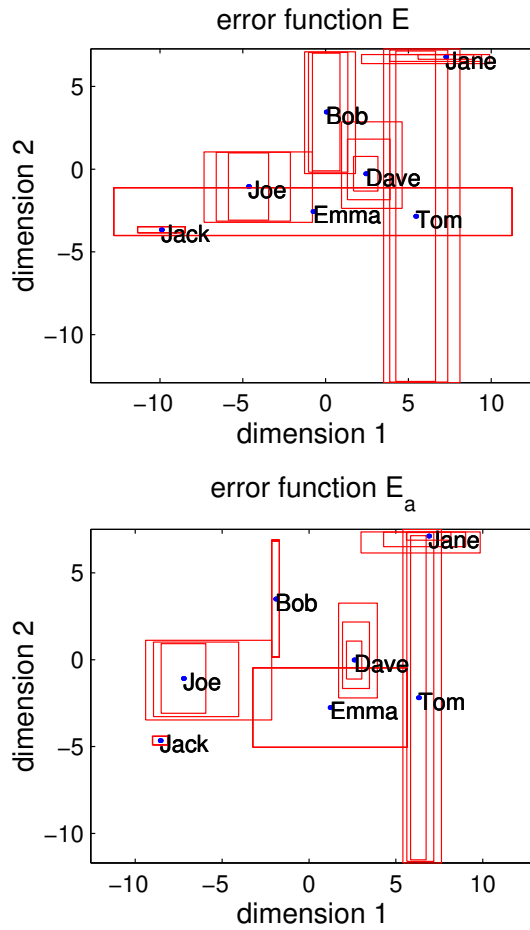 error function E
5
0
−5
−10
dimension 2
Jane
Bob
Dave
Joe
Emma
Tom
Jack
−10 −5 0 5 10
dimension 1
error function E_a
5
0
−5
−10
dimension 2
Jane
Bob
Dave
Joe
Tom
Emma
Jack
−10 −5 0 5 10
dimension 1